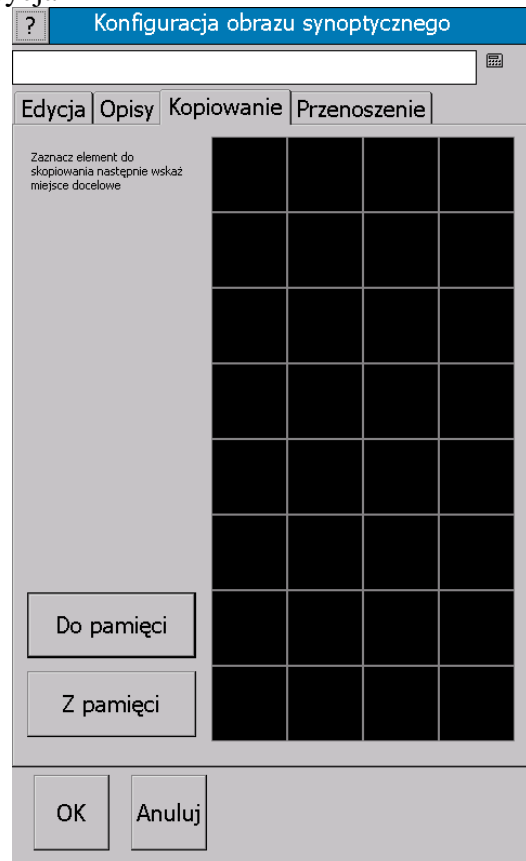 ycja
? Konfiguracja obrazu synoptycznego
Edycja Opisy Kopiowanie Przenoszenie
Zaznacz element do
skopiowania następnie wskaż
miejsce docelowe
Do pamięci
Z pamięci
OK Anuluj